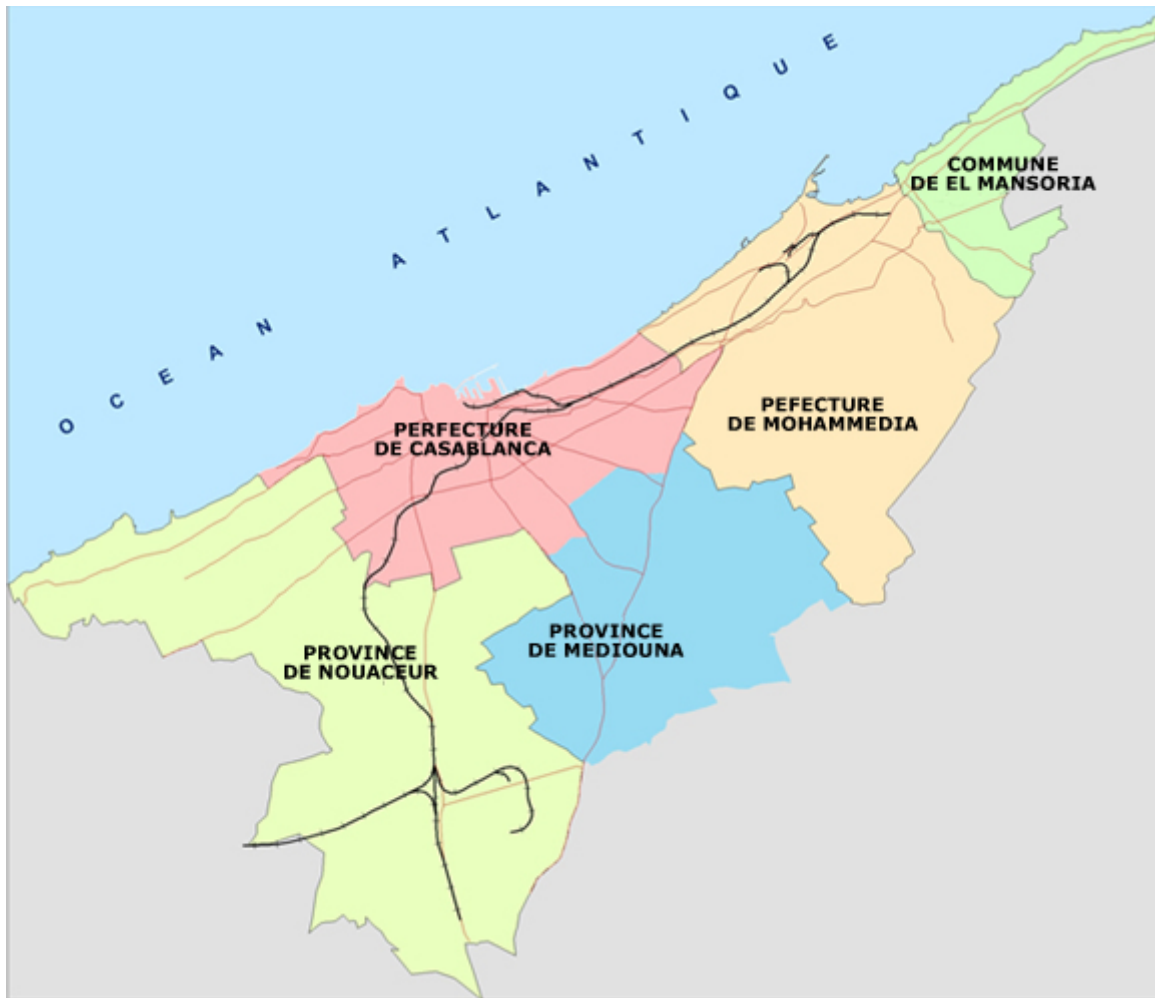 OCEAN ATLANTIQUE
COMMUNE
DE EL MANSORIA
PEFECTURE
DE MOHAMMEDIA
PERFECTURE
DE CASABLANCA
PROVINCE
DE MEDIOUNA
PROVINCE
DE NOUACEUR